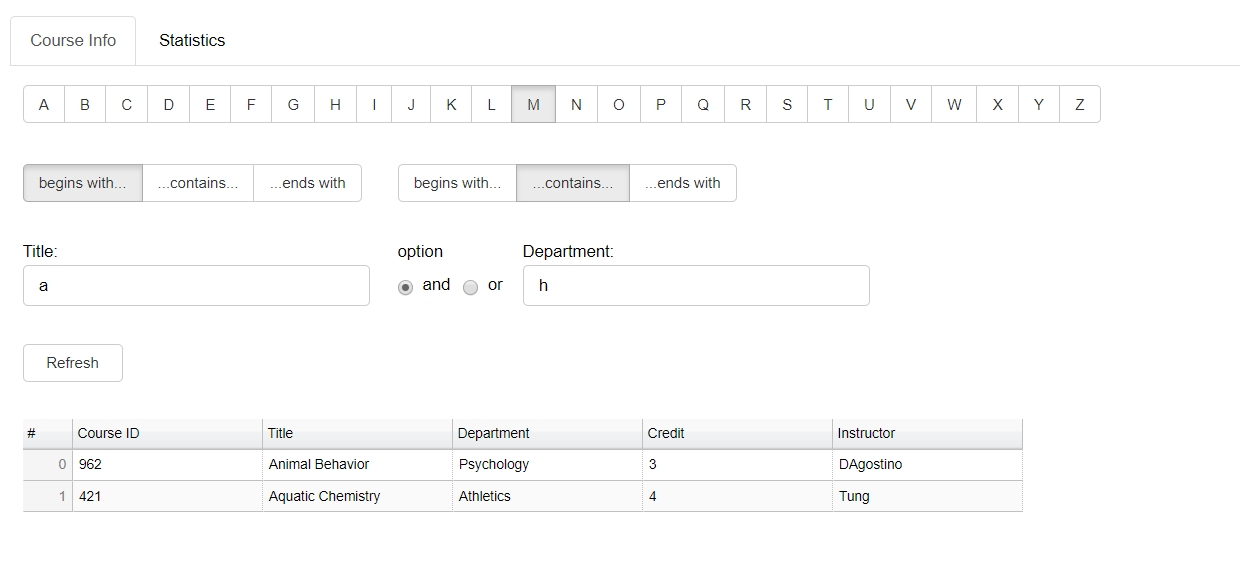 Course Info Statistics
A B C D E F G H I J K L M N O P Q R S T U V W X Y Z
begins with... ...contains... ...ends with begins with... ...contains... ...ends with
Title: option Department:
a and or h
Refresh
# Course ID Title Department Credit Instructor
0 962 Animal Behavior Psychology 3 DAgostino
1 421 Aquatic Chemistry Athletics 4 Tung